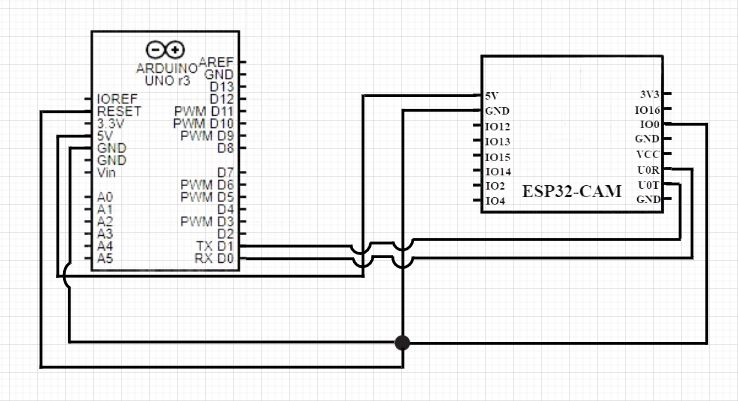 ARDUINO
UNO r3
AREF
GND
D13
D12
PWM D11
PWM D10
PWM D9
D8
D7
PWM D6
PWM D5
D4
PWM D3
D2
TX D1
RX D0
IOREF
RESET
3.3V
5V
GND
GND
Vin
A0
A1
A2
A3
A4
A5
5V
GND
IO12
IO13
IO15
IO14
IO2
IO4
ESP32-CAM
3V3
IO16
IO0
GND
VCC
U0R
U0T
GND